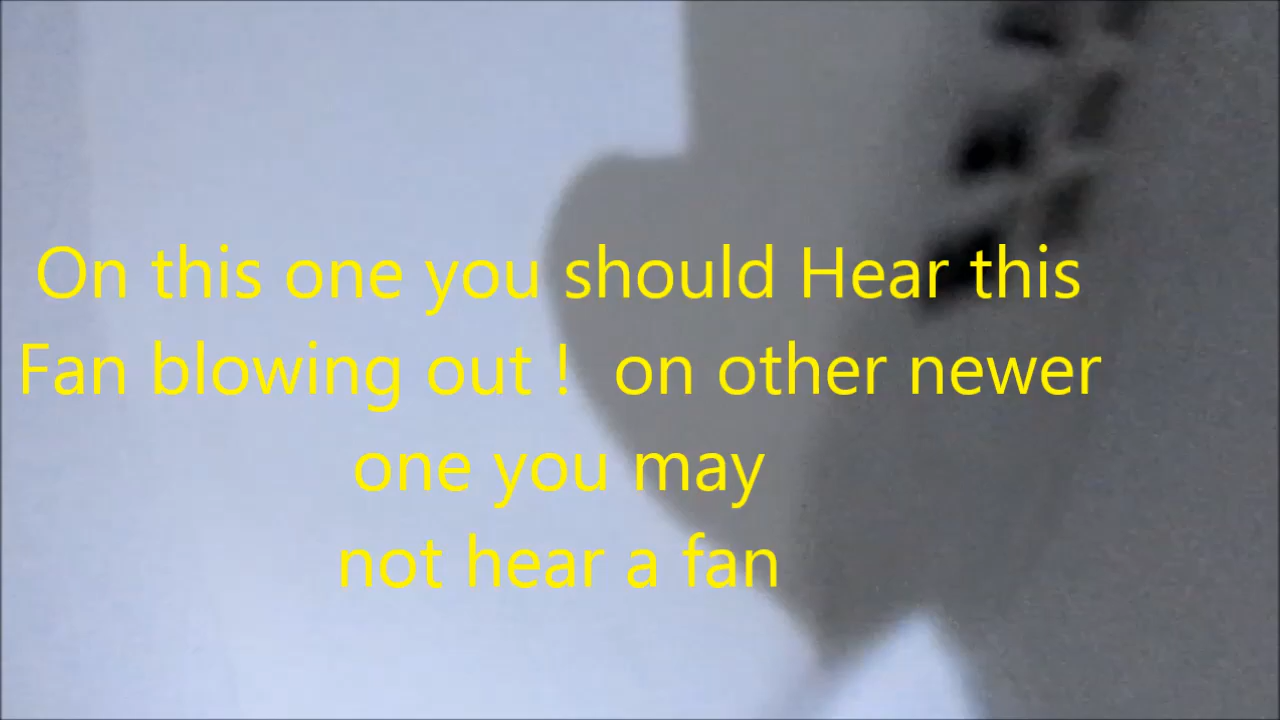 On this one you should Hear this
Fan blowing out !  on other newer
one you may
not hear a fan